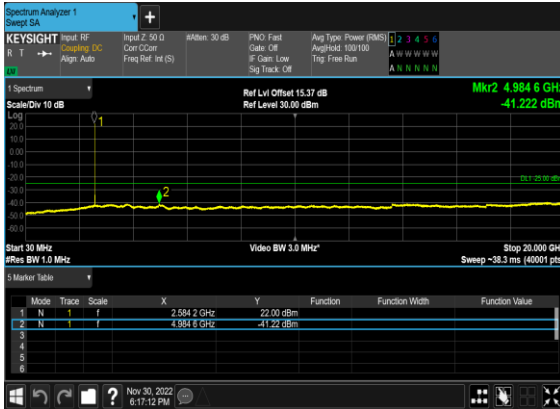 Spectrum Analyzer 1
Swept SA
+
KEYSIGHT Input: RF Input Z: 50 Ω #Atten: 30 dB PNO: Fast Avg Type: Power (RMS) 1 2 3 4 5 6
R T Coupling: DC Corr CCorr Gate: Off Avg|Hold: 100/100 A W W W W W
Align: Auto Freq Ref: Int (S) IF Gain: Low Trig: Free Run
Sig Track: Off A N N N N N
1 Spectrum
Scale/Div 10 dB
Ref Lvl Offset 15.37 dB
Ref Level 30.00 dBm
Mkr2 4.984 6 GHz
-41.222 dBm
Log
20.0
10.0
0.00
-10.0
-20.0
-30.0
-40.0
-50.0
-60.0
1
2
DL1 -25.00 dBm
Start 30 MHz Video BW 3.0 MHz* Stop 20.000 GHz
#Res BW 1.0 MHz Sweep ~38.3 ms (40001 pts)
5 Marker Table
Mode Trace Scale X Y Function Function Width Function Value
1 N 1 f 2.584 2 GHz 22.00 dBm
2 N 1 f 4.984 6 GHz -41.22 dBm
3
4
5
6
? Nov 30, 2022
6:17:12 PM